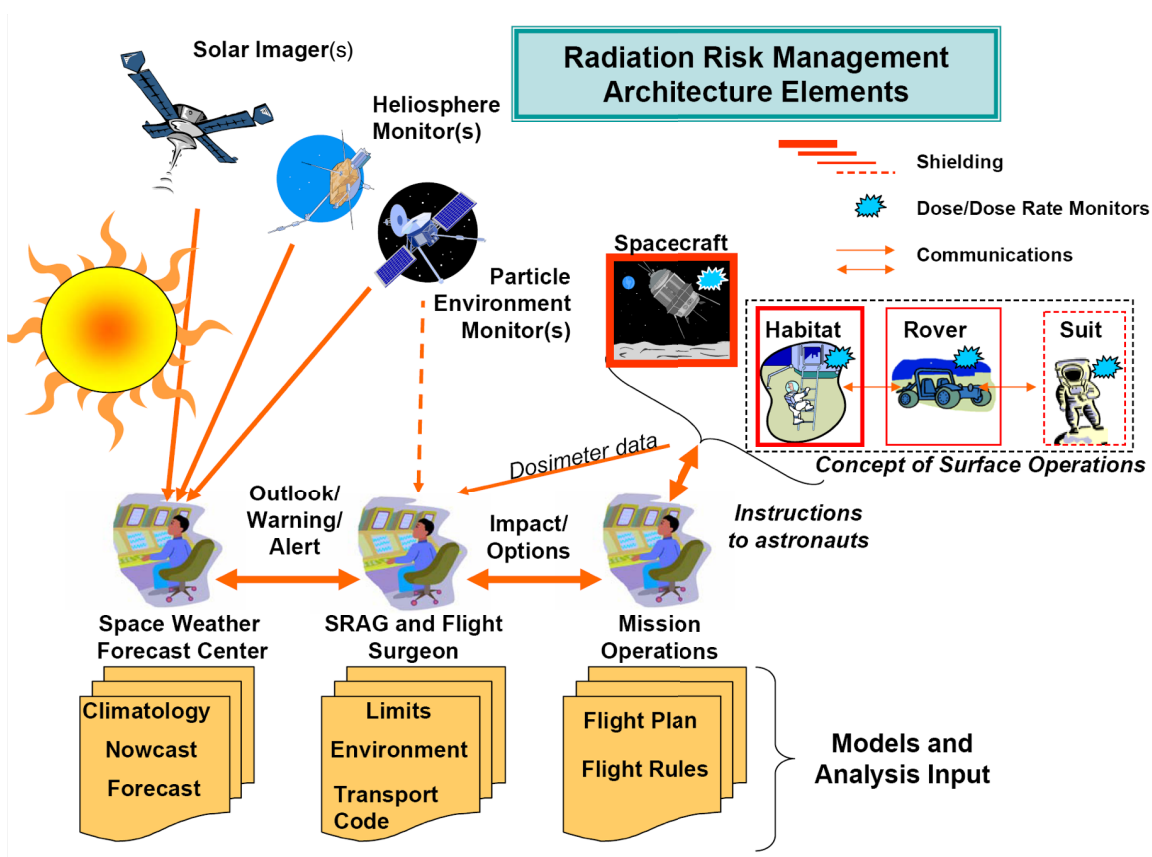 Solar Imager(s)
Radiation Risk Management
Architecture Elements
Heliosphere
Monitor(s)
Shielding
Dose/Dose Rate Monitors
Communications
Particle
Environment
Monitor(s)
Spacecraft
Habitat
Rover
Suit
Concept of Surface Operations
Dosimeter data
Outlook/
Warning/
Alert
Impact/
Options
Instructions
to astronauts
Space Weather
Forecast Center
SRAG and Flight
Surgeon
Mission
Operations
Climatology
Nowcast
Forecast
Limits
Environment
Transport
Code
Flight Plan
Flight Rules
Models and
Analysis Input